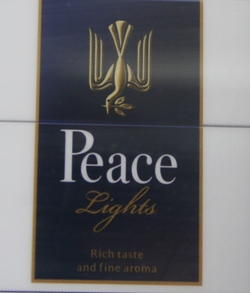 Peace
Lights
Rich taste
and fine aroma